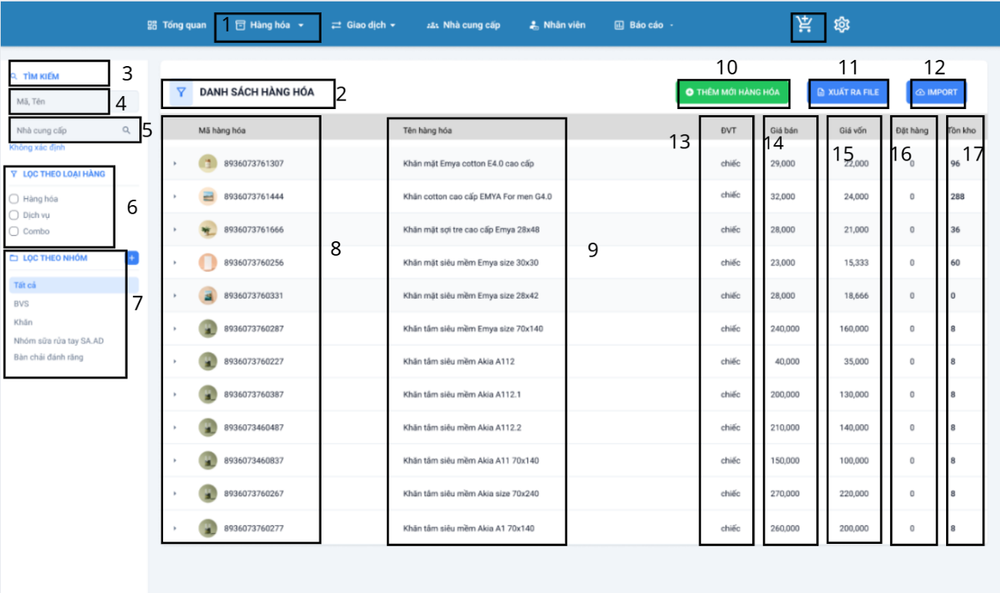 Tổng quan 1 Hàng hóa Giao dịch Nhà cung cấp Nhân viên Báo cáo
TÌM KIẾM 3
Mã, Tên 4
Nhà cung cấp 5
Không xác định
LỌC THEO LOẠI HÀNG
Hàng hóa
Dịch vụ
Combo
6
LỌC THEO NHÓM +
Tất cả
BVS
Khăn
Nhóm sữa rửa tay SA.AD
Bàn chải đánh răng
7
DANH SÁCH HÀNG HÓA 2
10 11 12
THÊM MỚI HÀNG HÓA XUẤT RA FILE IMPORT
Mã hàng hóa Tên hàng hóa ĐVT Giá bán Giá vốn Đặt hàng Tồn kho
8 9 13 14 15 16 17
8936073761307 Khăn mặt Emya cotton E4.0 cao cấp chiếc 29,000 22,000 0 96
8936073761444 Khăn cotton cao cấp EMYA For men G4.0 chiếc 32,000 24,000 0 288
8936073761666 Khăn mặt sợi tre cao cấp Emya 28x48 chiếc 28,000 21,000 0 36
8936073760256 Khăn mặt siêu mềm Emya size 30x30 chiếc 23,000 15,333 0 60
8936073760331 Khăn mặt siêu mềm Emya size 28x42 chiếc 28,000 18,666 0 0
8936073760287 Khăn tắm siêu mềm Emya size 70x140 chiếc 240,000 160,000 0 8
8936073760227 Khăn tắm siêu mềm Akia A112 chiếc 40,000 35,000 0 8
8936073760387 Khăn tắm siêu mềm Akia A112.1 chiếc 200,000 130,000 0 8
8936073460487 Khăn tắm siêu mềm Akia A112.2 chiếc 210,000 140,000 0 8
8936073460837 Khăn tắm siêu mềm Akia A11 70x140 chiếc 150,000 100,000 0 8
8936073760267 Khăn tắm siêu mềm Akia size 70x240 chiếc 270,000 220,000 0 8
8936073760277 Khăn tắm siêu mềm Akia A1 70x140 chiếc 260,000 200,000 0 8